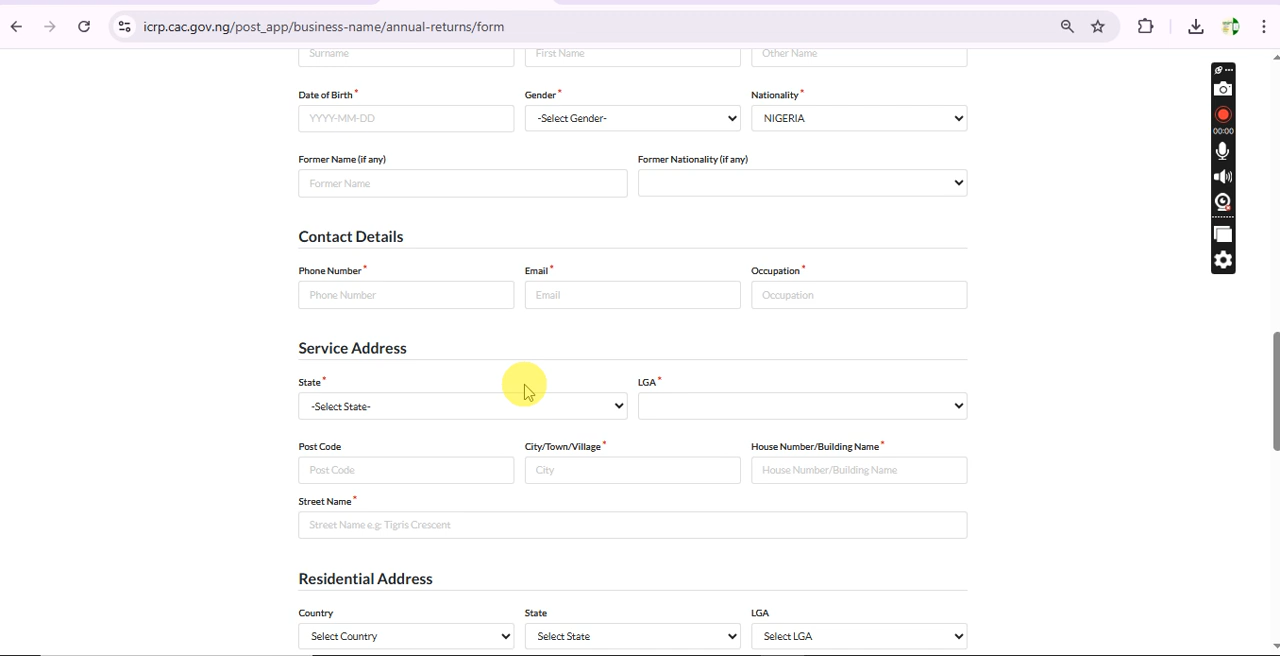 icrp.cac.gov.ng/post_app/business-name/annual-returns/form
Surname First Name Other Name
Date of Birth * Gender * Nationality *
YYYY-MM-DD -Select Gender- NIGERIA
Former Name (if any) Former Nationality (if any)
Former Name
Contact Details
Phone Number * Email * Occupation *
Phone Number Email Occupation
Service Address
State * LGA *
-Select State-
Post Code City/Town/Village * House Number/Building Name *
Post Code City House Number/Building Name
Street Name *
Street Name e.g: Tigris Crescent
Residential Address
Country State LGA
Select Country Select State Select LGA
00:00